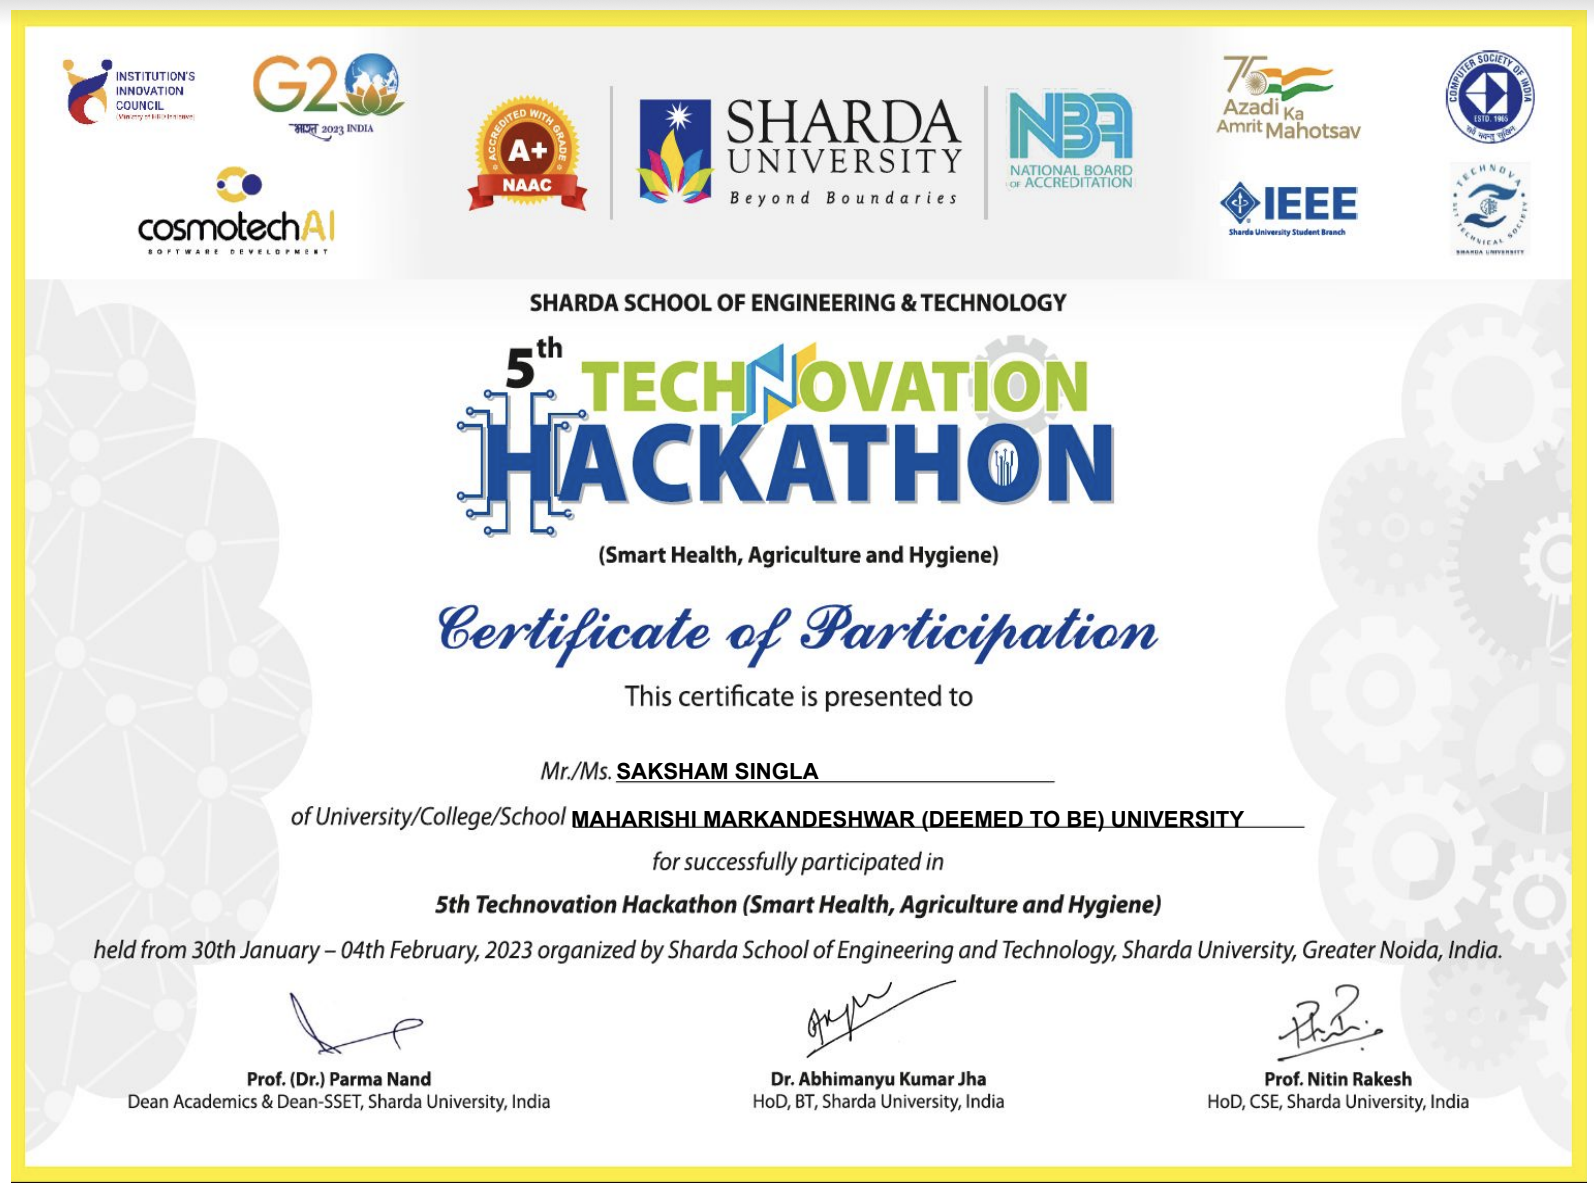 INSTITUTION'S
INNOVATION
COUNCIL
(Ministry of HRD Initiative)
G20
भारत 2023 INDIA
cosmotechAI
SOFTWARE DEVELOPMENT
ACCREDITED WITH GRADE
A+
NAAC
SHARDA
UNIVERSITY
Beyond Boundaries
NBA
NATIONAL BOARD
OF ACCREDITATION
75
Azadi Ka
Amrit Mahotsav
IEEE
Sharda University Student Branch
COMPUTER SOCIETY OF INDIA
ESTD. 1965
TECHNOVA
SET TECHNICAL SOCIETY
SHARDA UNIVERSITY
SHARDA SCHOOL OF ENGINEERING & TECHNOLOGY
5th TECHNOVATION
HACKATHON
(Smart Health, Agriculture and Hygiene)
Certificate of Participation
This certificate is presented to
Mr./Ms. SAKSHAM SINGLA
of University/College/School MAHARISHI MARKANDESHWAR (DEEMED TO BE) UNIVERSITY
for successfully participated in
5th Technovation Hackathon (Smart Health, Agriculture and Hygiene)
held from 30th January – 04th February, 2023 organized by Sharda School of Engineering and Technology, Sharda University, Greater Noida, India.
Prof. (Dr.) Parma Nand
Dean Academics & Dean-SSET, Sharda University, India
Dr. Abhimanyu Kumar Jha
HoD, BT, Sharda University, India
Prof. Nitin Rakesh
HoD, CSE, Sharda University, India